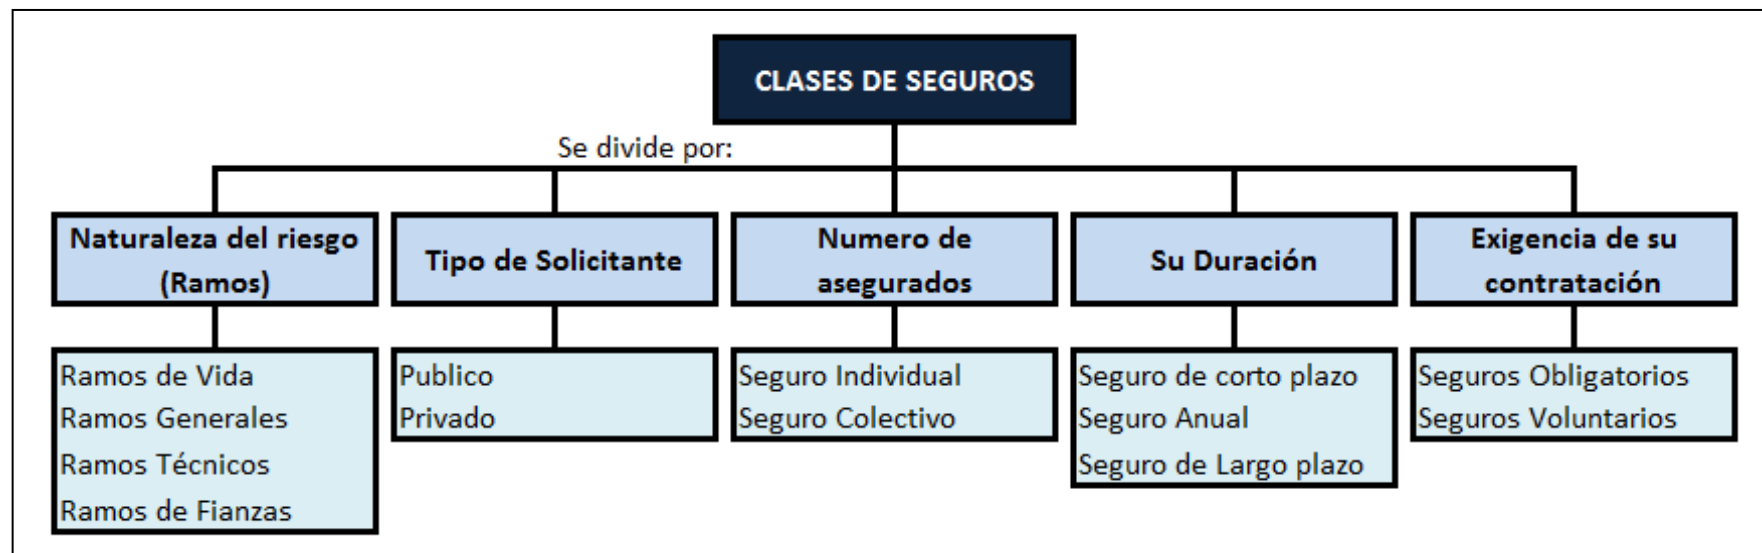 CLASES DE SEGUROS
Se divide por:
Naturaleza del riesgo
(Ramos)
Ramos de Vida
Ramos Generales
Ramos Técnicos
Ramos de Fianzas
Tipo de Solicitante
Publico
Privado
Numero de
asegurados
Seguro Individual
Seguro Colectivo
Su Duración
Seguro de corto plazo
Seguro Anual
Seguro de Largo plazo
Exigencia de su
contratación
Seguros Obligatorios
Seguros Voluntarios